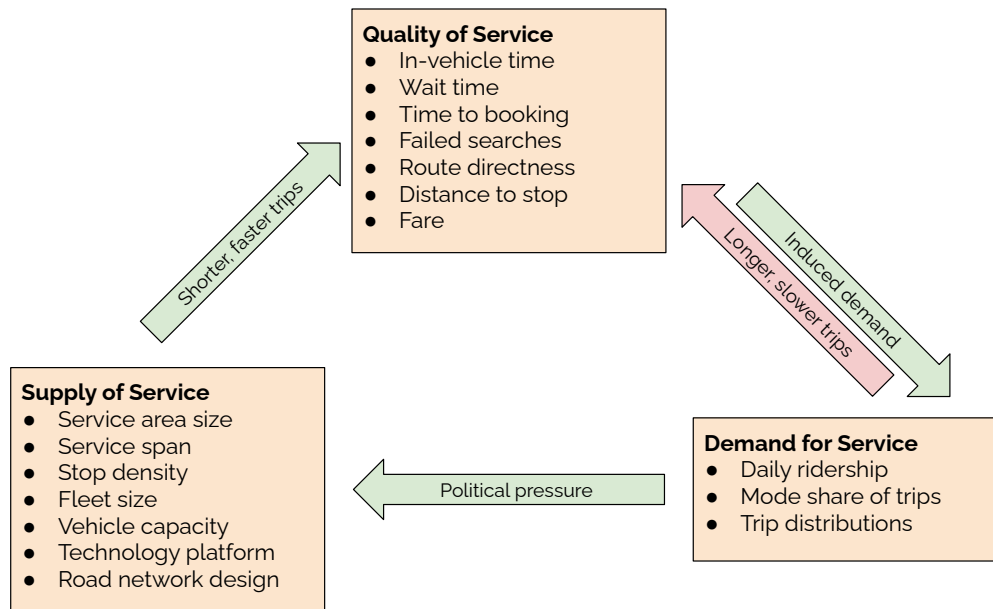 Quality of Service
● In-vehicle time
● Wait time
● Time to booking
● Failed searches
● Route directness
● Distance to stop
● Fare
Shorter, faster trips
Longer, slower trips
Induced demand
Supply of Service
● Service area size
● Service span
● Stop density
● Fleet size
● Vehicle capacity
● Technology platform
● Road network design
Political pressure
Demand for Service
● Daily ridership
● Mode share of trips
● Trip distributions